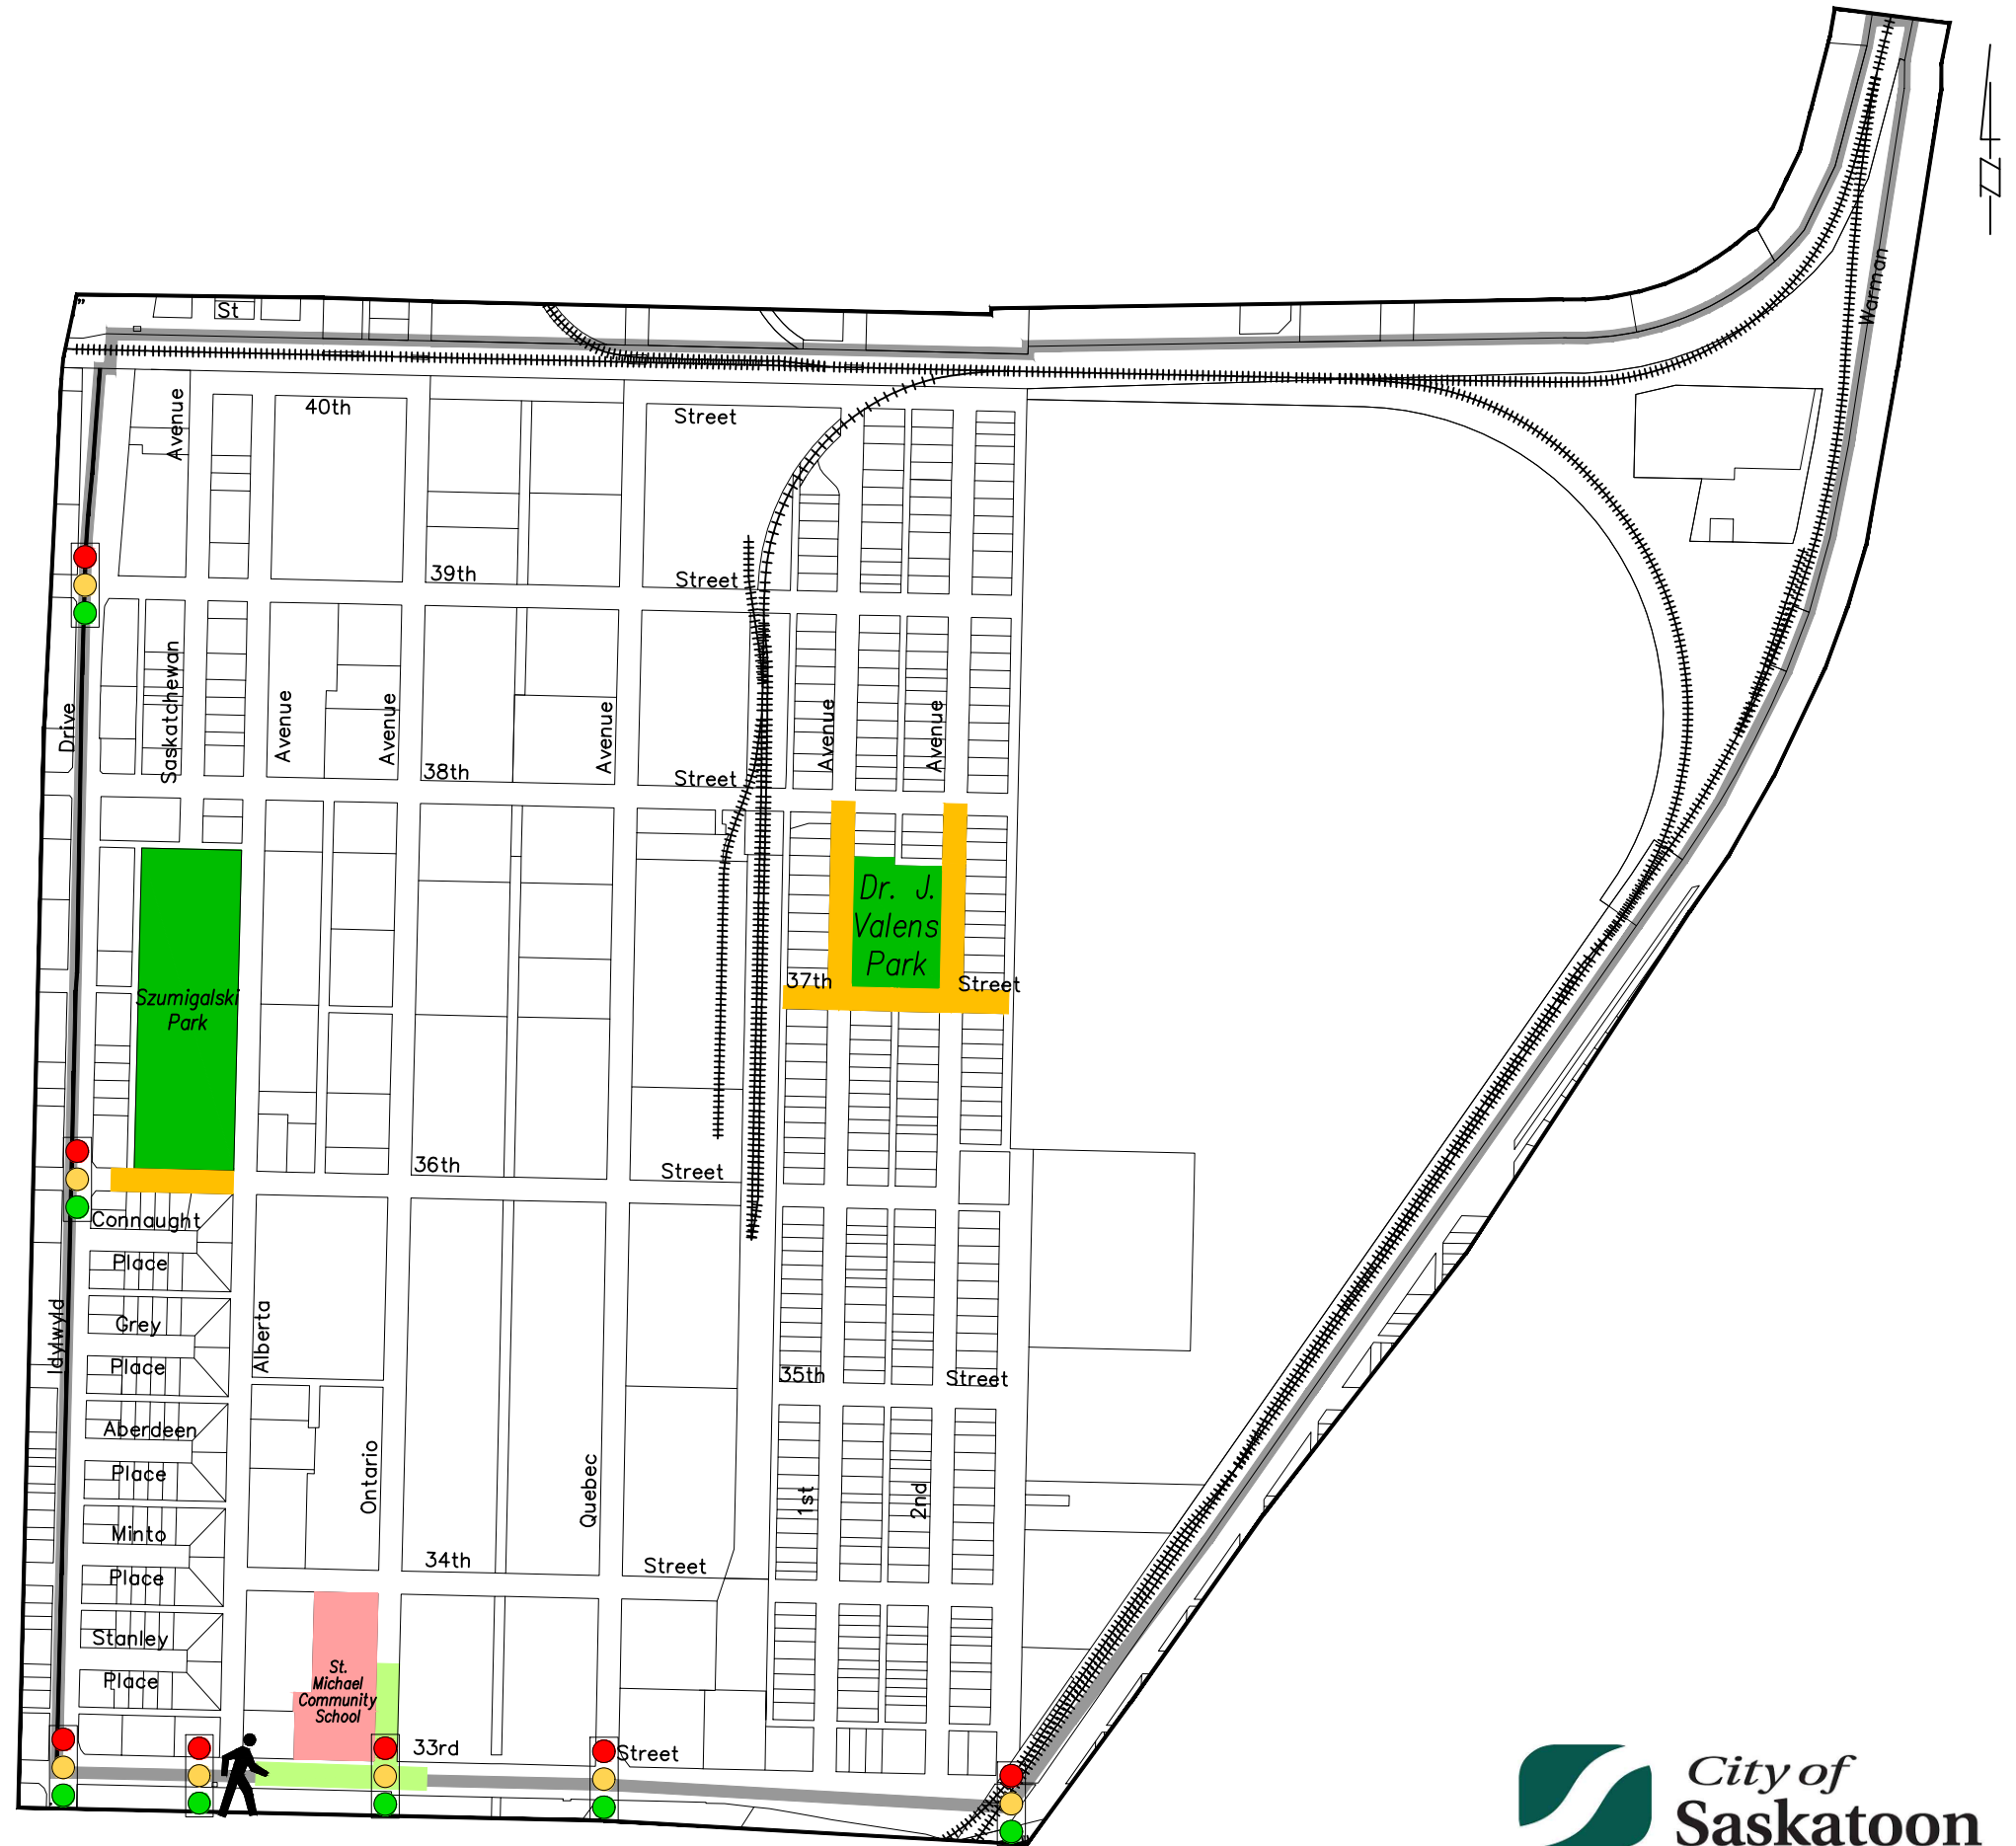 St
Warman
Avenue
40th
Street
39th
Street
Drive
Saskatchewan
Avenue
Avenue
Avenue
Avenue
Avenue
38th
Street
Dr. J.
Valens
Park
37th
Street
Szumigalski
Park
36th
Street
Connaught
Place
Idylwyld
Grey
Place
Alberta
35th
Street
Aberdeen
Place
Ontario
Quebec
1st
2nd
Minto
Place
34th
Street
Stanley
Place
St.
Michael
Community
School
33rd
Street
N
City of
Saskatoon